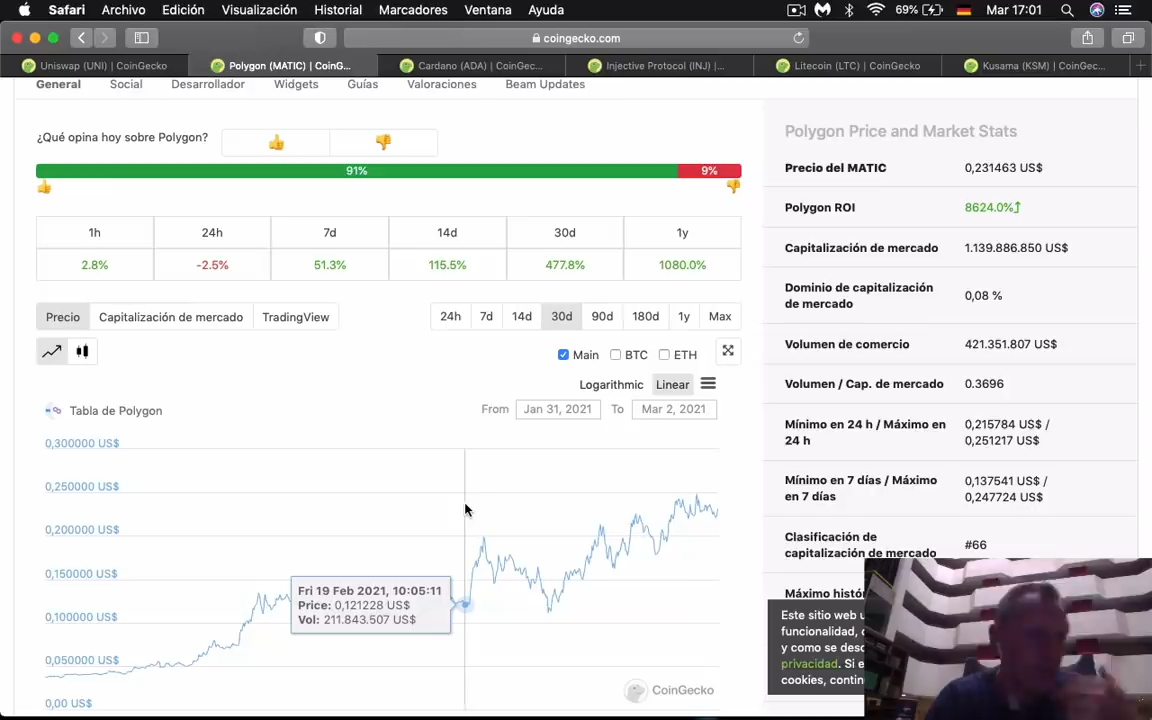 Safari Archivo Edición Visualización Historial Marcadores Ventana Ayuda 69% Mar 17:01
coingecko.com
Uniswap (UNI) | CoinGecko
Polygon (MATIC) | CoinG...
Cardano (ADA) | CoinGec...
Injective Protocol (INJ) |...
Litecoin (LTC) | CoinGecko
Kusama (KSM) | CoinGec...
General Social Desarrollador Widgets Guías Valoraciones Beam Updates
¿Qué opina hoy sobre Polygon?
91% 9%
1h 24h 7d 14d 30d 1y
2.8% -2.5% 51.3% 115.5% 477.8% 1080.0%
Precio Capitalización de mercado TradingView
24h 7d 14d 30d 90d 180d 1y Max
Main BTC ETH
Logarithmic Linear
Tabla de Polygon
From Jan 31, 2021 To Mar 2, 2021
0,300000 US$
0,250000 US$
0,200000 US$
0,150000 US$
0,100000 US$
0,050000 US$
0,00 US$
Fri 19 Feb 2021, 10:05:11
Price: 0,121228 US$
Vol: 211.843.507 US$
CoinGecko
Polygon Price and Market Stats
Precio del MATIC 0,231463 US$
Polygon ROI 8624.0%
Capitalización de mercado 1.139.886.850 US$
Dominio de capitalización
de mercado
0,08 %
Volumen de comercio 421.351.807 US$
Volumen / Cap. de mercado 0.3696
Mínimo en 24 h / Máximo en
24 h
0,215784 US$ /
0,251217 US$
Mínimo en 7 días / Máximo
en 7 días
0,137541 US$ /
0,247724 US$
Clasificación de
capitalización de mercado
#66
Máximo histór
Este sitio web u
funcionalidad, c
y como se desc
privacidad. Si e
cookies, contin